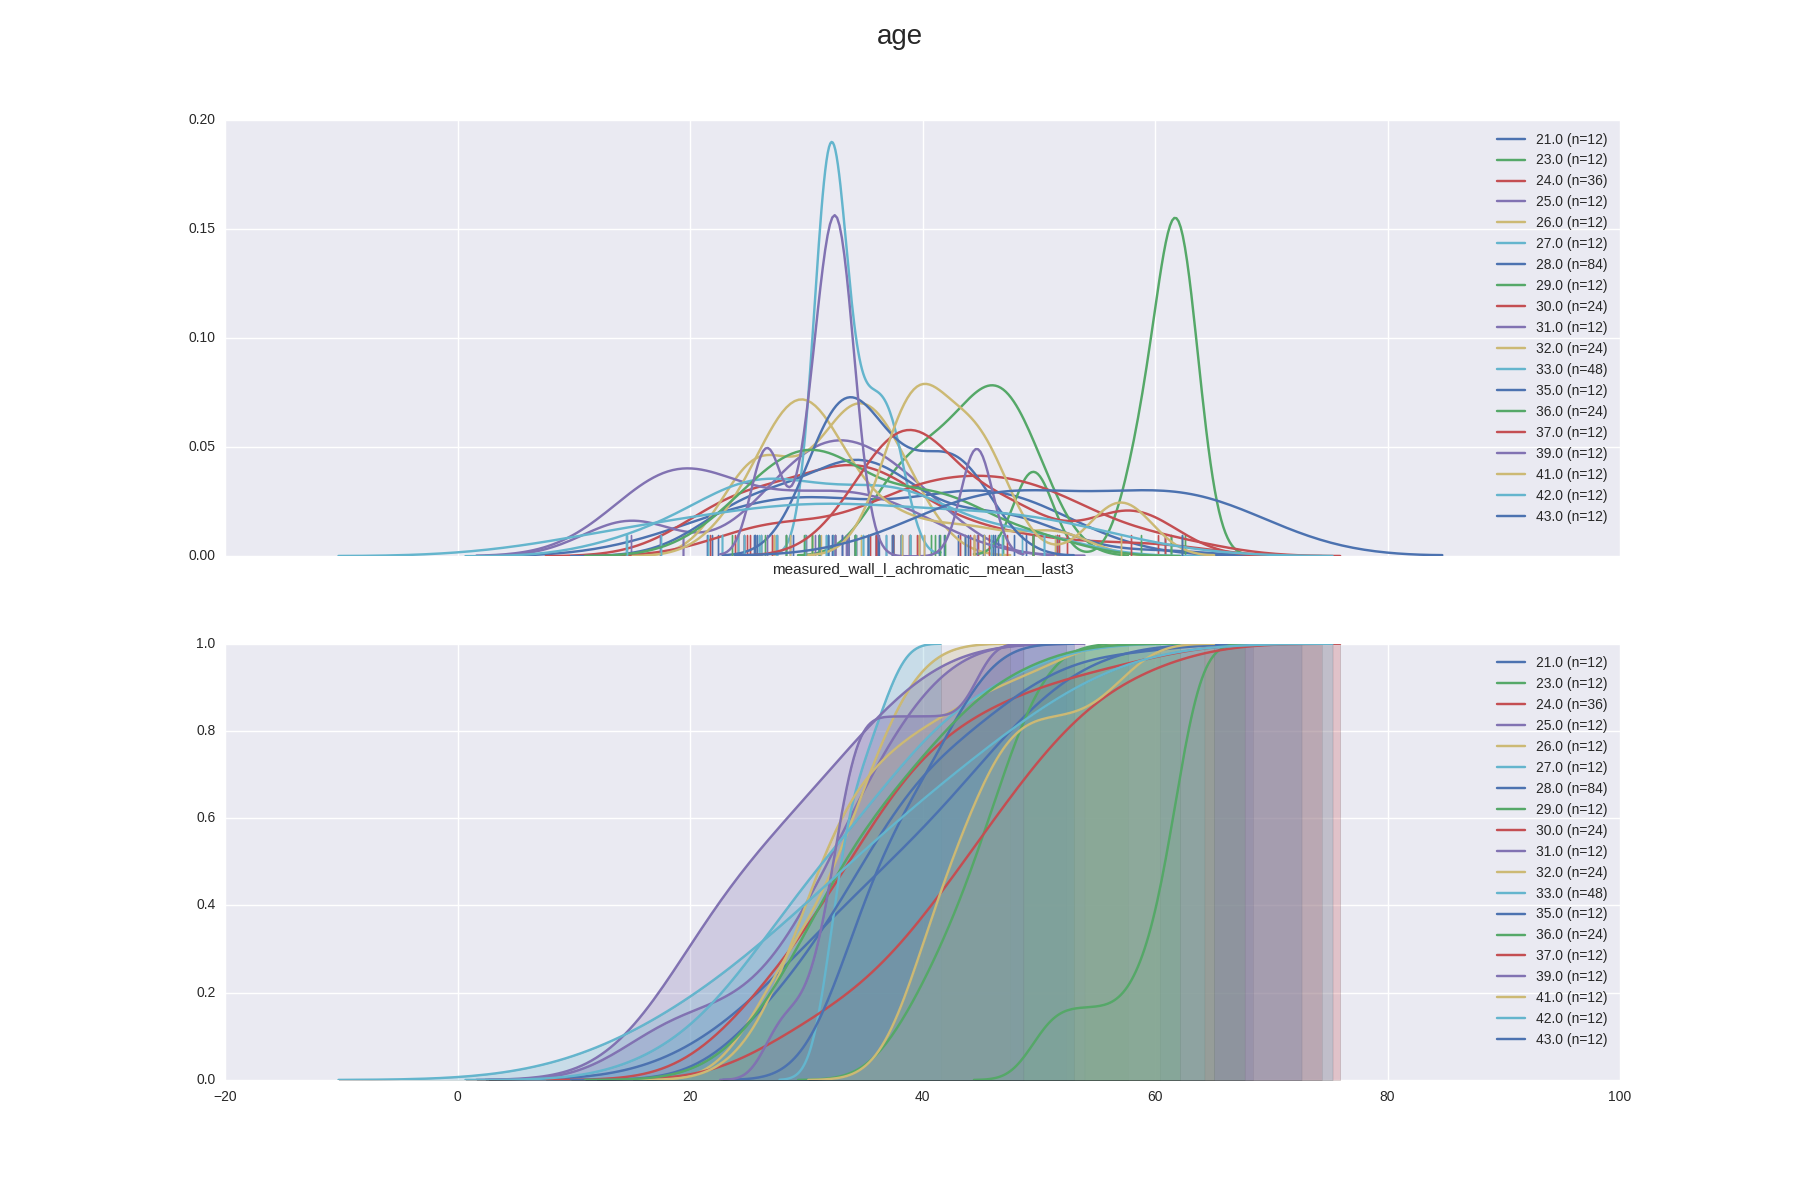 age
0.20
0.15
0.10
0.05
0.00
21.0 (n=12)
23.0 (n=12)
24.0 (n=36)
25.0 (n=12)
26.0 (n=12)
27.0 (n=12)
28.0 (n=84)
29.0 (n=12)
30.0 (n=24)
31.0 (n=12)
32.0 (n=24)
33.0 (n=48)
35.0 (n=12)
36.0 (n=24)
37.0 (n=12)
39.0 (n=12)
41.0 (n=12)
42.0 (n=12)
43.0 (n=12)
measured_wall_l_achromatic__mean__last3
1.0
0.8
0.6
0.4
0.2
0.0
21.0 (n=12)
23.0 (n=12)
24.0 (n=36)
25.0 (n=12)
26.0 (n=12)
27.0 (n=12)
28.0 (n=84)
29.0 (n=12)
30.0 (n=24)
31.0 (n=12)
32.0 (n=24)
33.0 (n=48)
35.0 (n=12)
36.0 (n=24)
37.0 (n=12)
39.0 (n=12)
41.0 (n=12)
42.0 (n=12)
43.0 (n=12)
−20 0 20 40 60 80 100